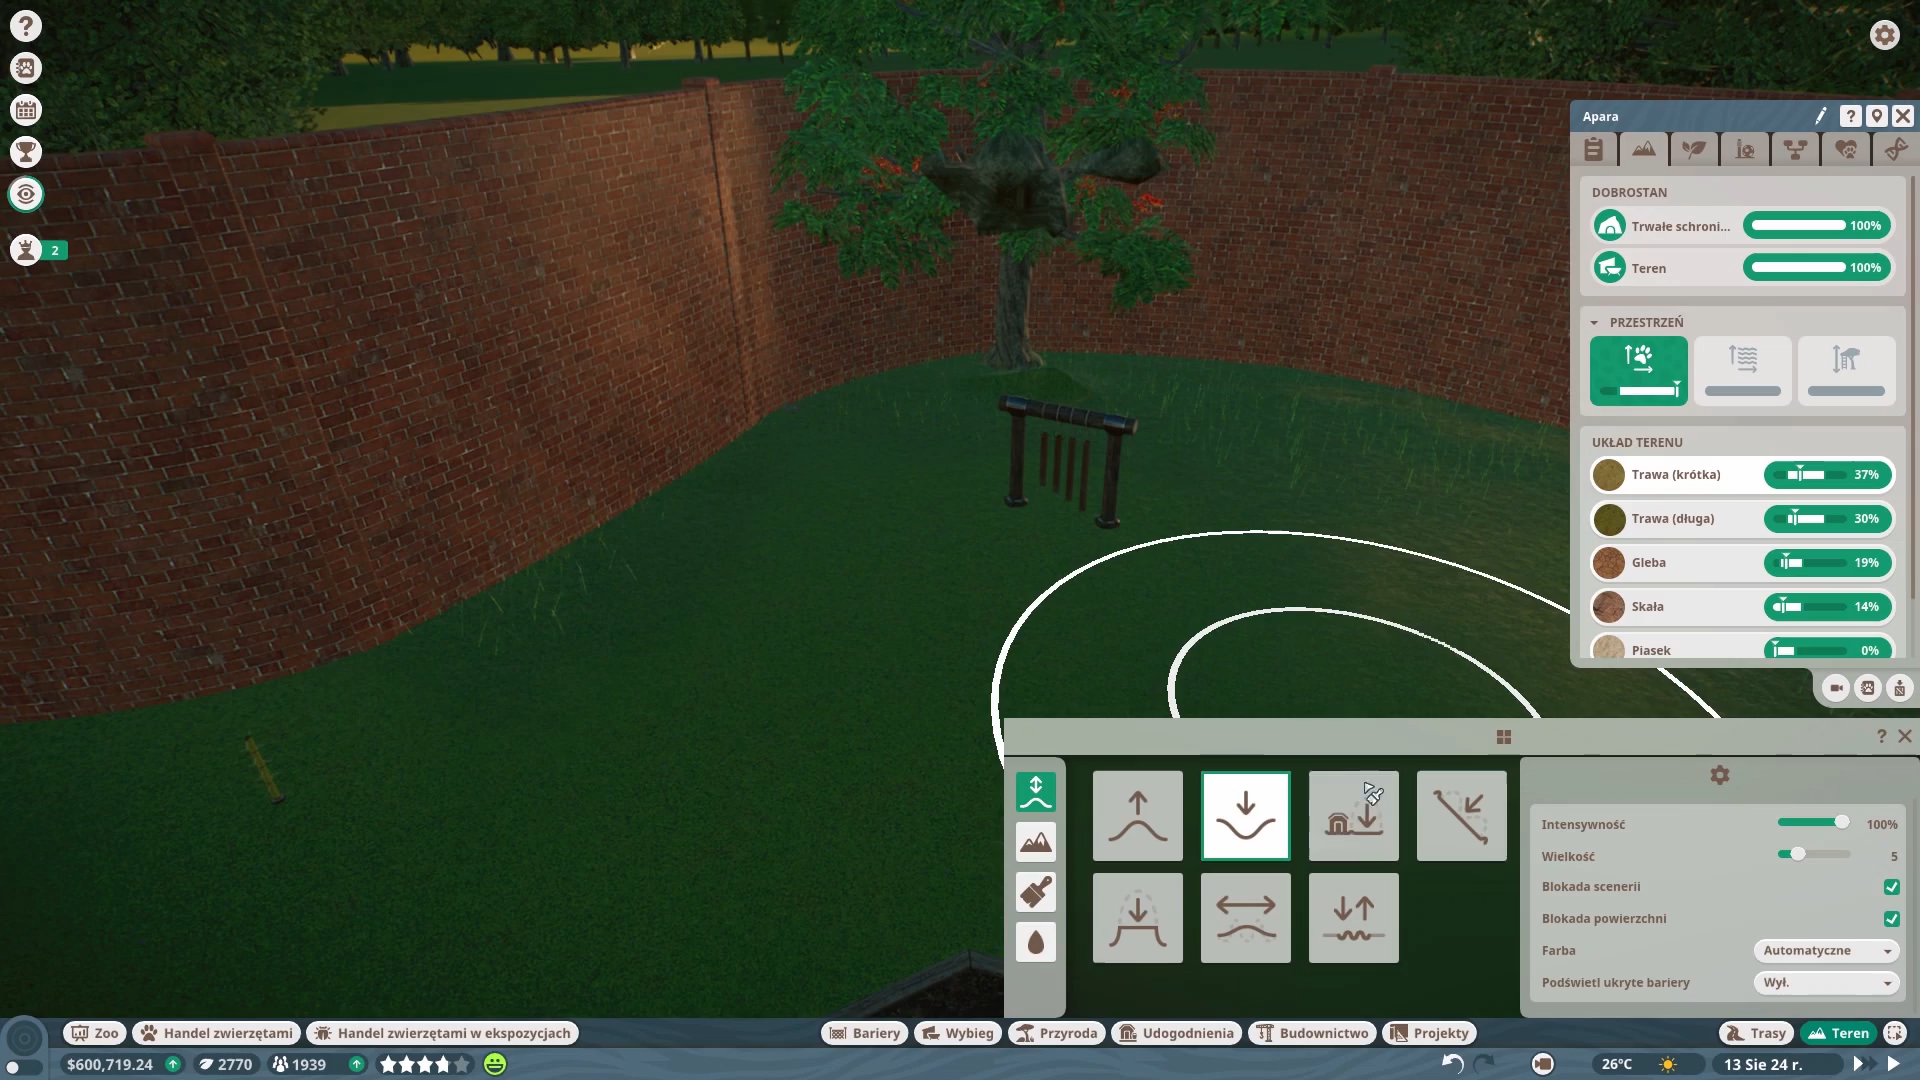 ?
2
Apara
?
DOBROSTAN
Trwałe schroni...
100%
Teren
100%
PRZESTRZEŃ
UKŁAD TERENU
Trawa (krótka)
37%
Trawa (długa)
30%
Gleba
19%
Skała
14%
Piasek
0%
?
Intensywność
100%
Wielkość
5
Blokada scenerii
Blokada powierzchni
Farba
Automatyczne
Podświetl ukryte bariery
Wył.
Zoo
Handel zwierzętami
Handel zwierzętami w ekspozycjach
Bariery
Wybieg
Przyroda
Udogodnienia
Budownictwo
Projekty
Trasy
Teren
$600,719.24
2770
1939
26°C
13 Sie 24 r.